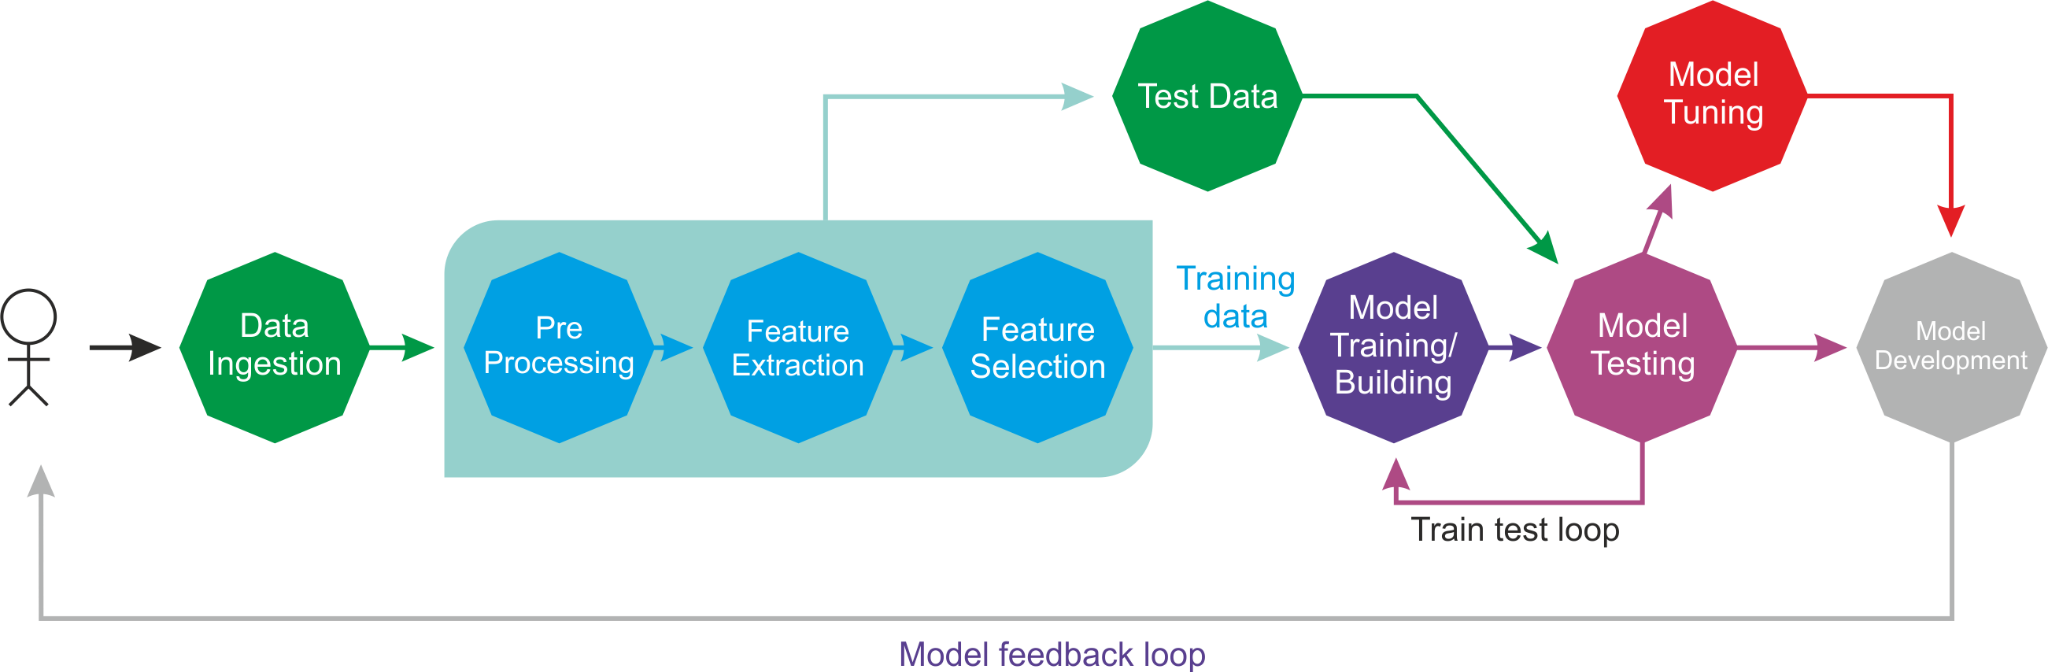 Test Data
Model
Tuning
Data
Ingestion
Pre
Processing
Feature
Extraction
Feature
Selection
Training
data
Model
Training/
Building
Model
Testing
Model
Development
Train test loop
Model feedback loop